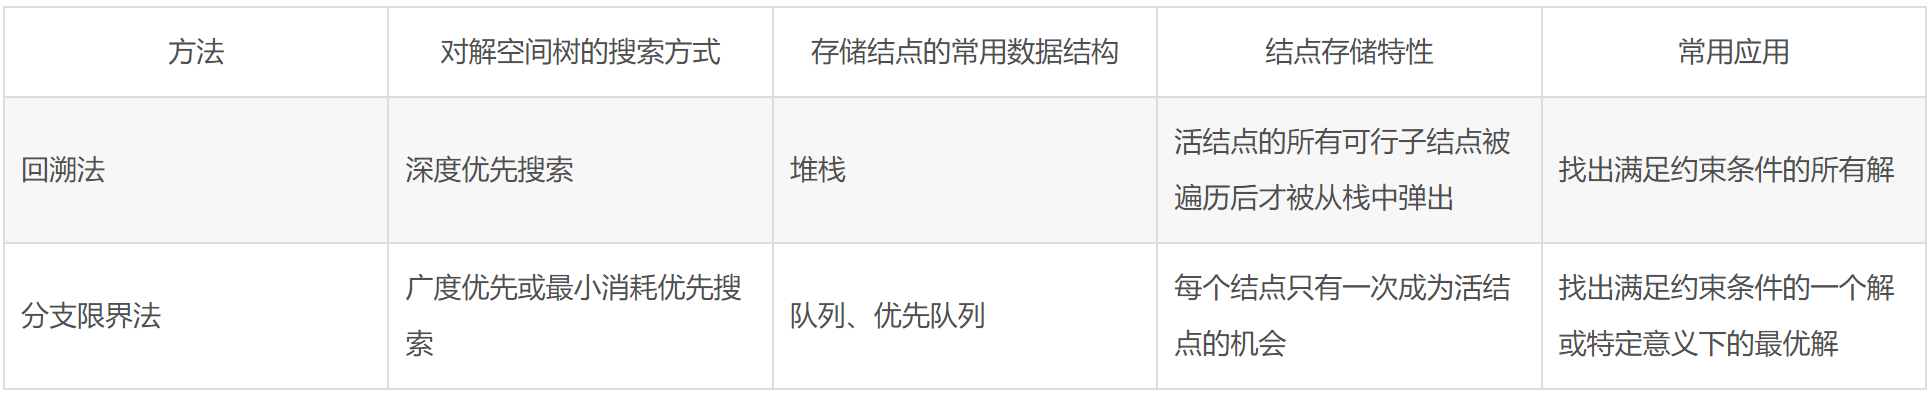 方法
对解空间树的搜索方式
存储结点的常用数据结构
结点存储特性
常用应用
回溯法
深度优先搜索
堆栈
活结点的所有可行子结点被
遍历后才被从栈中弹出
找出满足约束条件的所有解
分支限界法
广度优先或最小消耗优先搜
索
队列、优先队列
每个结点只有一次成为活结
点的机会
找出满足约束条件的一个解
或特定意义下的最优解